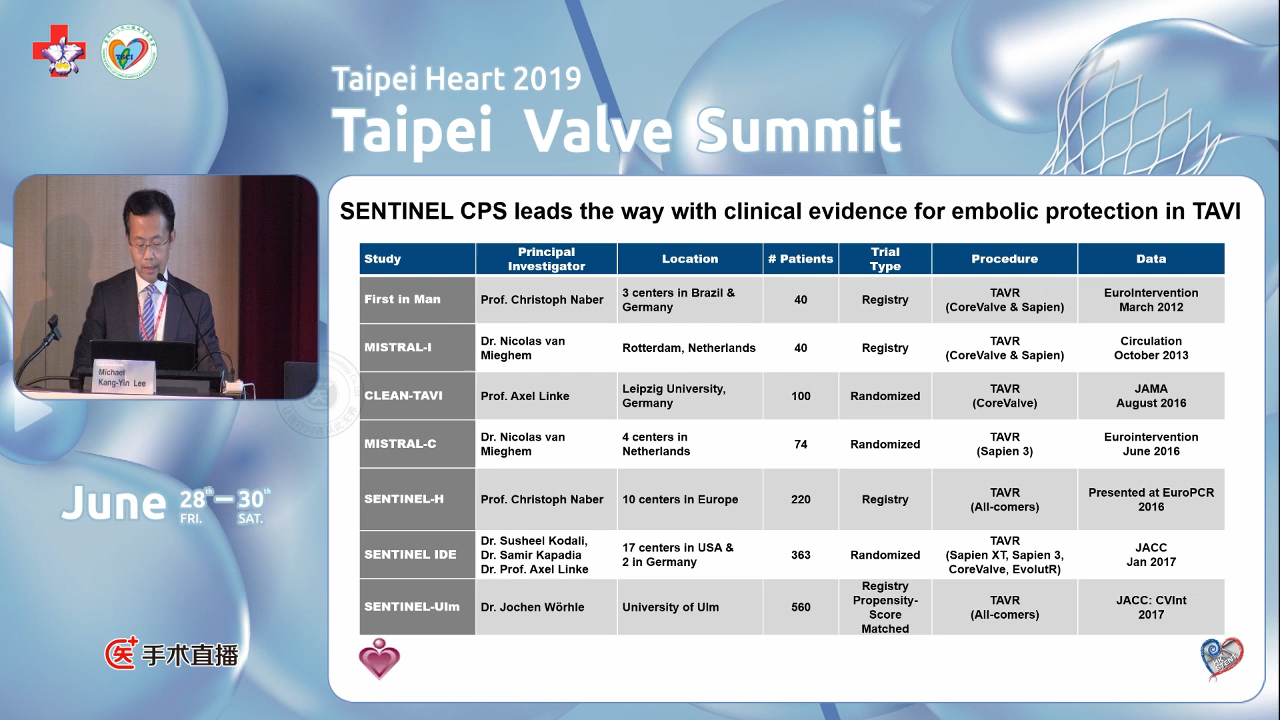 Taipei Heart 2019
Taipei Valve Summit
SENTINEL CPS leads the way with clinical evidence for embolic protection in TAVI
Study
Principal
Investigator
Location
# Patients
Trial
Type
Procedure
Data
First in Man
Prof. Christoph Naber
3 centers in Brazil &
Germany
40
Registry
TAVR
(CoreValve & Sapien)
EuroIntervention
March 2012
MISTRAL-I
Dr. Nicolas van
Mieghem
Rotterdam, Netherlands
40
Registry
TAVR
(CoreValve & Sapien)
Circulation
October 2013
CLEAN-TAVI
Prof. Axel Linke
Leipzig University,
Germany
100
Randomized
TAVR
(CoreValve)
JAMA
August 2016
MISTRAL-C
Dr. Nicolas van
Mieghem
4 centers in
Netherlands
74
Randomized
TAVR
(Sapien 3)
Eurointervention
June 2016
SENTINEL-H
Prof. Christoph Naber
10 centers in Europe
220
Registry
TAVR
(All-comers)
Presented at EuroPCR
2016
SENTINEL IDE
Dr. Susheel Kodali,
Dr. Samir Kapadia
Dr. Prof. Axel Linke
17 centers in USA &
2 in Germany
363
Randomized
TAVR
(Sapien XT, Sapien 3,
CoreValve, EvolutR)
JACC
Jan 2017
SENTINEL-Ulm
Dr. Jochen Wörhle
University of Ulm
560
Registry
Propensity-
Score
Matched
TAVR
(All-comers)
JACC: CVInt
2017
Michael
Kang-Yin Lee
June 28th – 30th
FRI. SAT.
医 手术直播